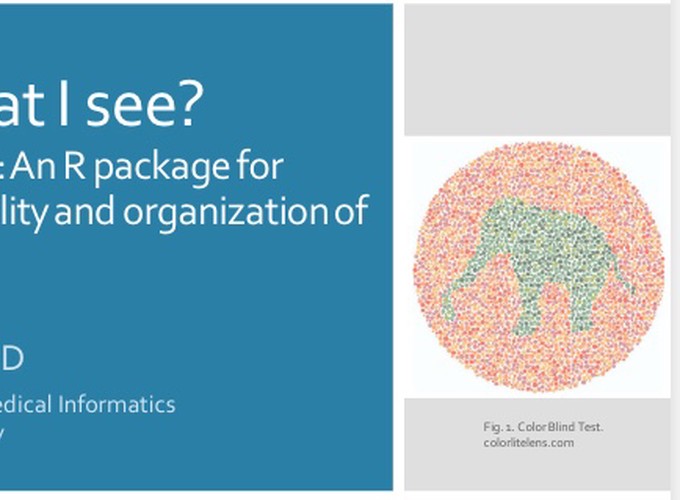 at I see?
: An R package for
lity and organization of
D
edical Informatics
y
Fig. 1. ColorBlind Test.
colorlitelens.com